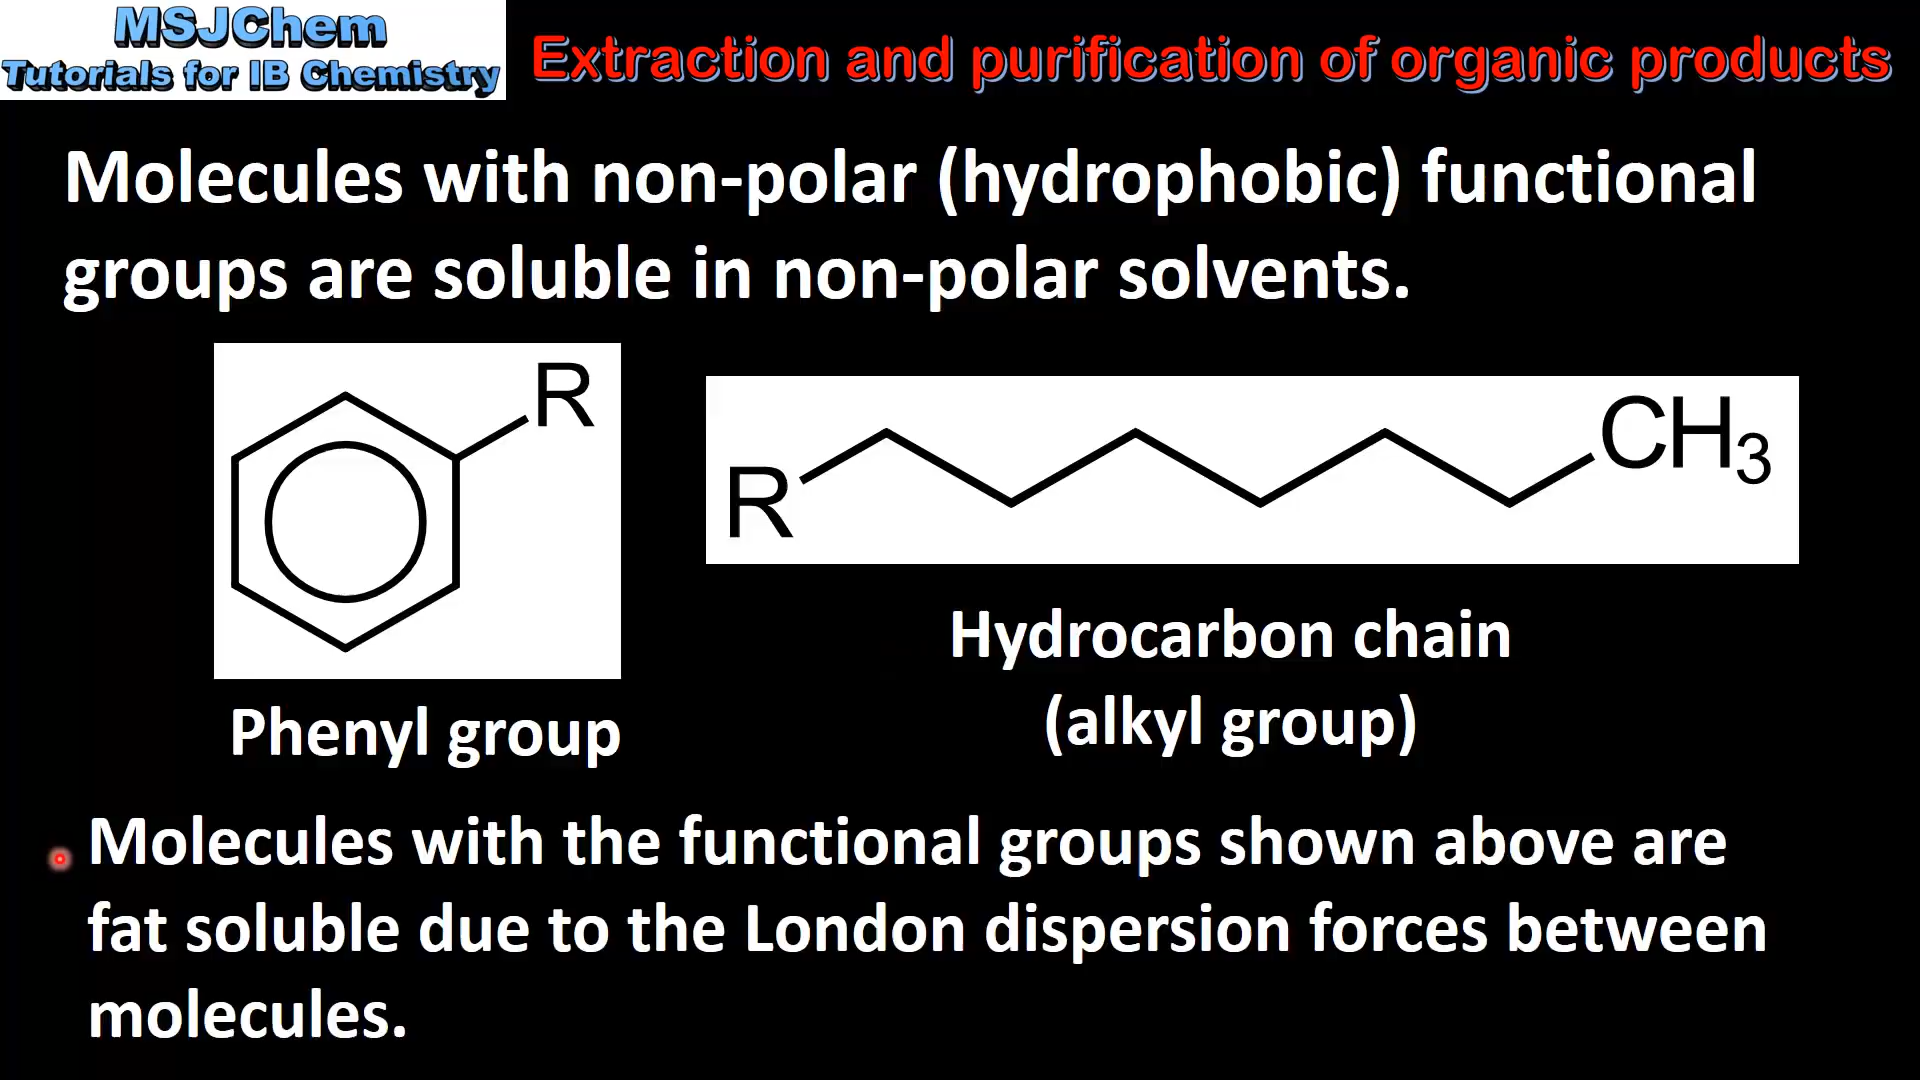 MSJChem
Tutorials for IB Chemistry
Extraction and purification of organic products
Molecules with non-polar (hydrophobic) functional
groups are soluble in non-polar solvents.
R
R
CH3
Phenyl group
Hydrocarbon chain
(alkyl group)
Molecules with the functional groups shown above are
fat soluble due to the London dispersion forces between
molecules.